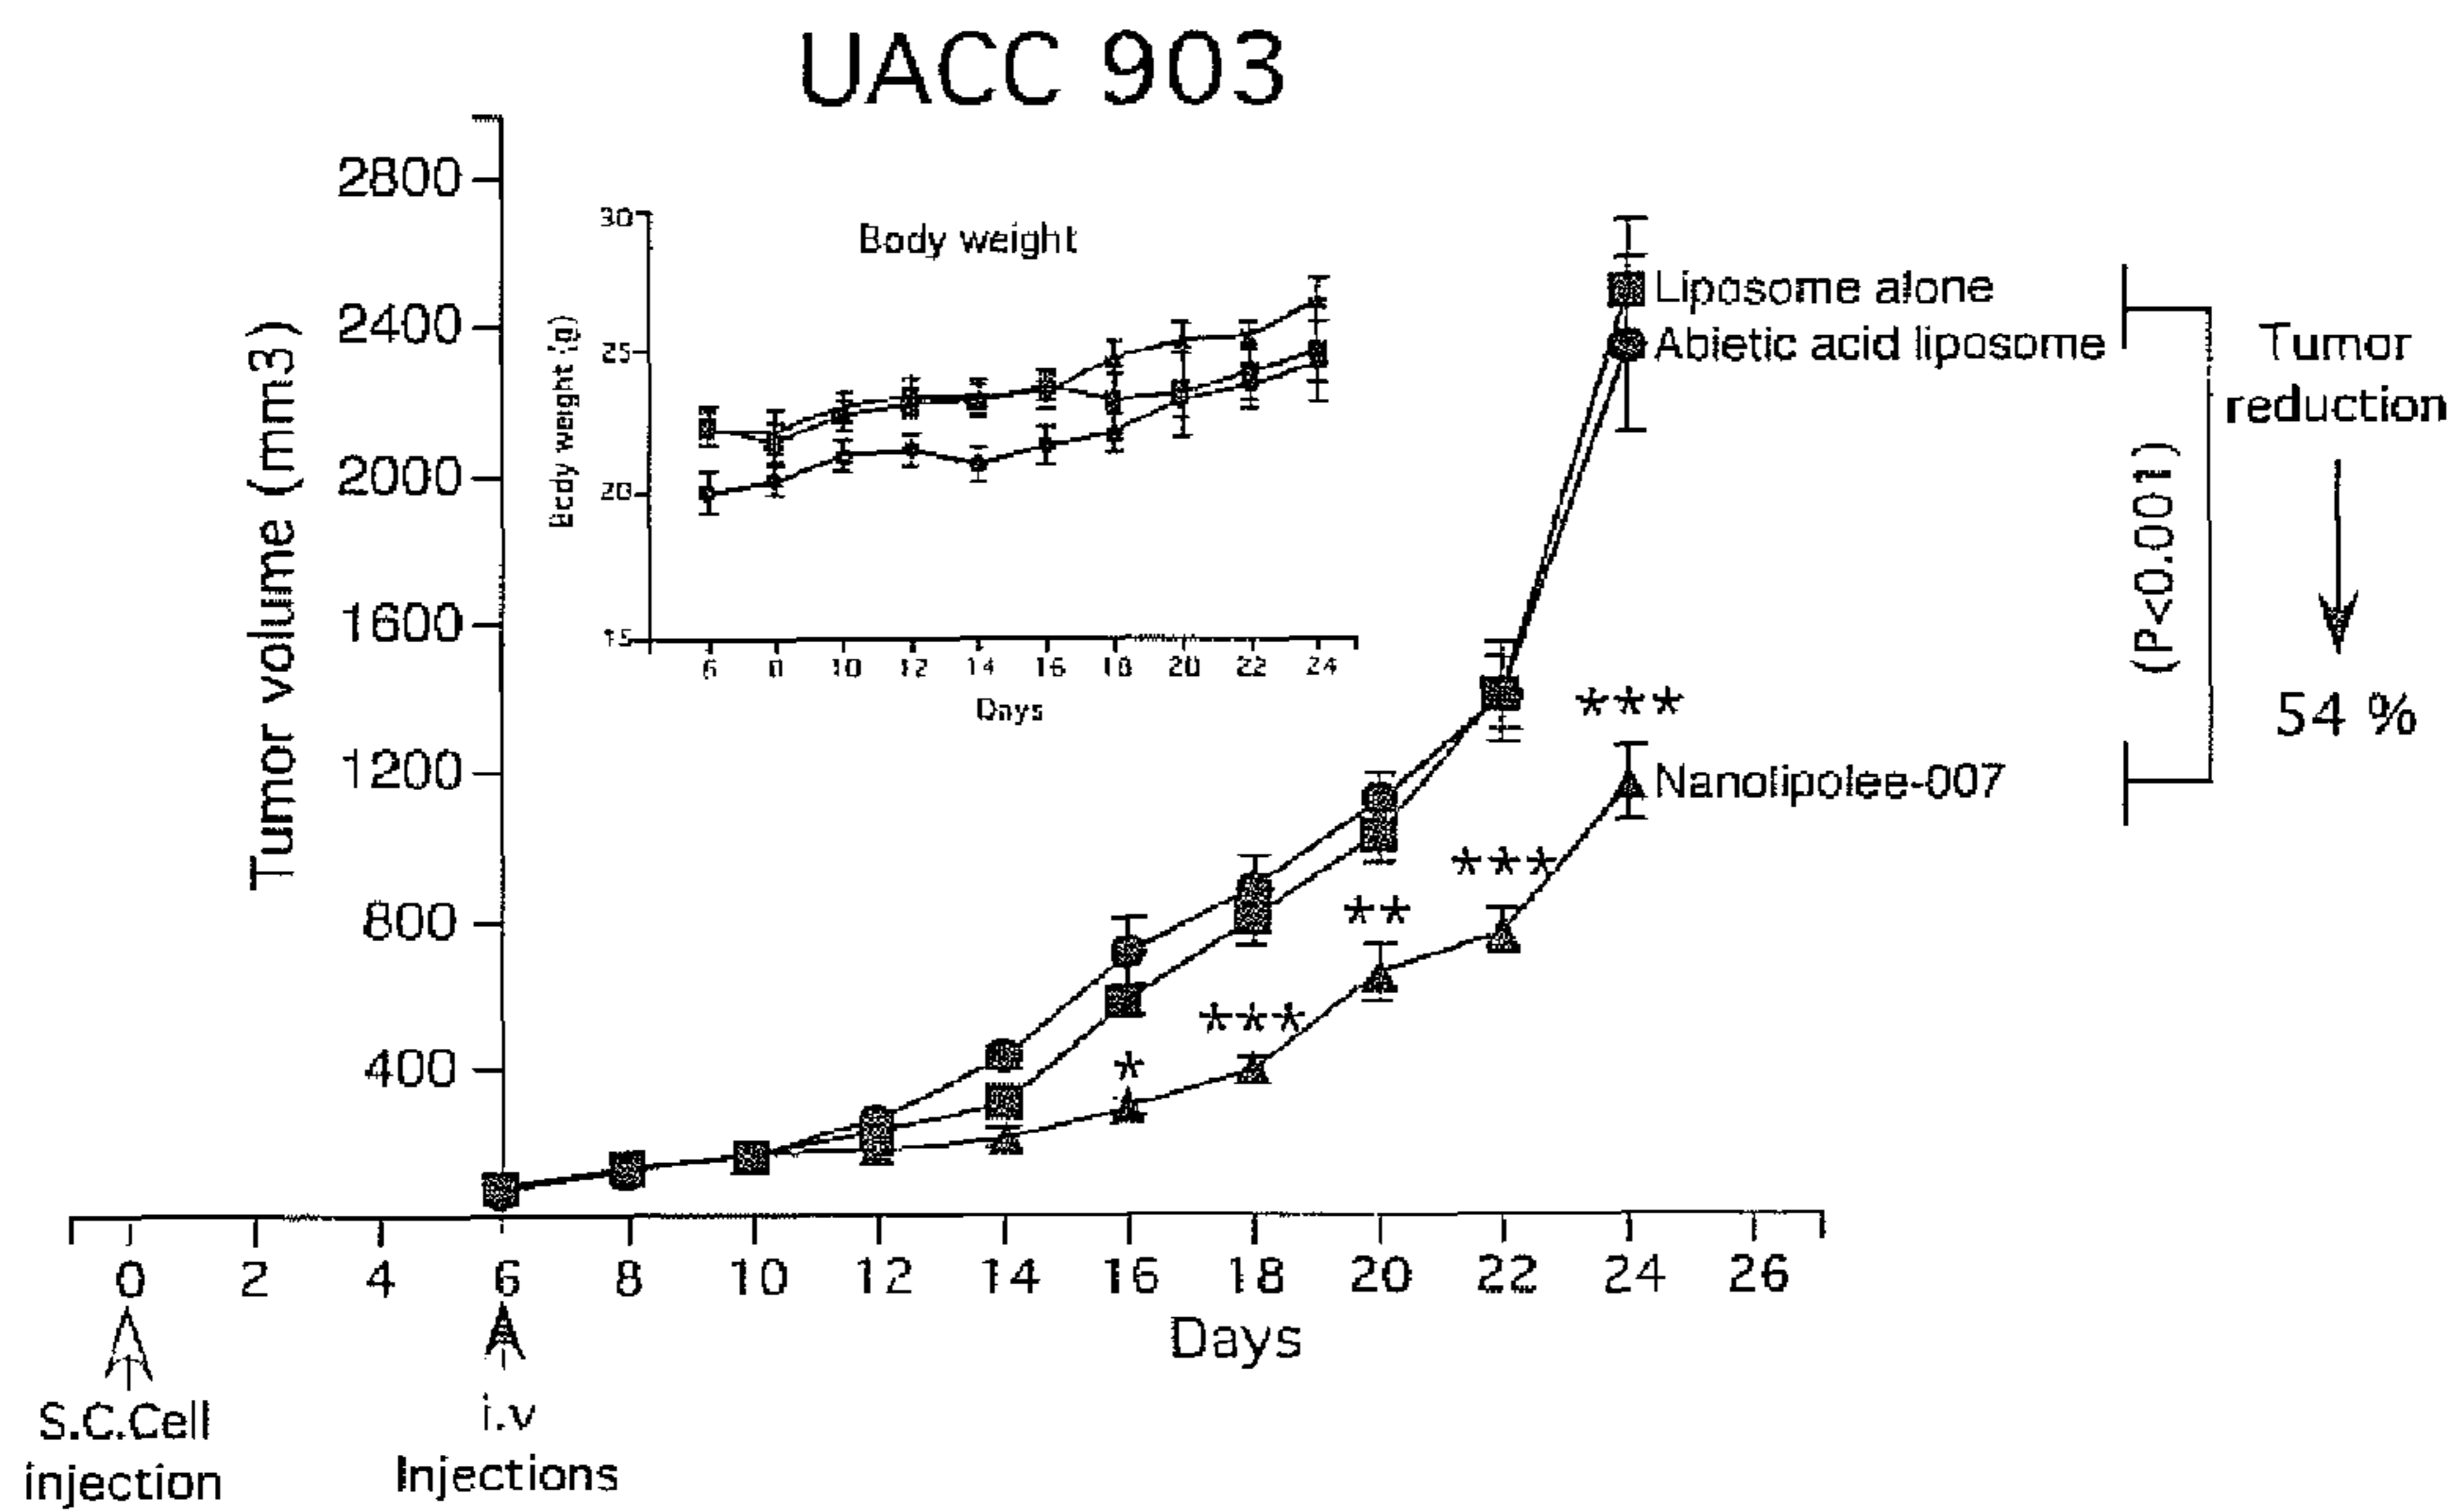 UACC 903
Tumor volume (mm3)
2800
2400
2000
1600
1200
800
400
Body weight
Body weight (g)
30
25
20
15
6 8 10 12 14 16 18 20 22 24
Days
Liposome alone
Abietic acid liposome
***
Nanolipolee-007
***
**
***
*
(P<0.001)
Tumor
reduction
54 %
0 2 4 6 8 10 12 14 16 18 20 22 24 26
Days
S.C.Cell
injection
i.v
Injections